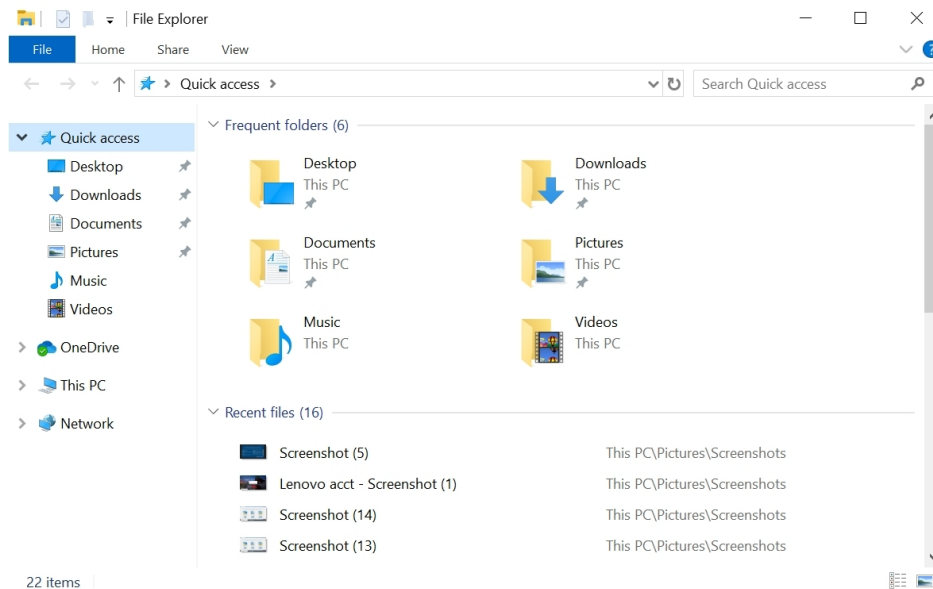 File Explorer
File Home Share View
Quick access
Search Quick access
Quick access
Desktop
Downloads
Documents
Pictures
Music
Videos
OneDrive
This PC
Network
Frequent folders (6)
Desktop
This PC
Downloads
This PC
Documents
This PC
Pictures
This PC
Music
This PC
Videos
This PC
Recent files (16)
Screenshot (5) This PC\Pictures\Screenshots
Lenovo acct - Screenshot (1) This PC\Pictures\Screenshots
Screenshot (14) This PC\Pictures\Screenshots
Screenshot (13) This PC\Pictures\Screenshots
22 items